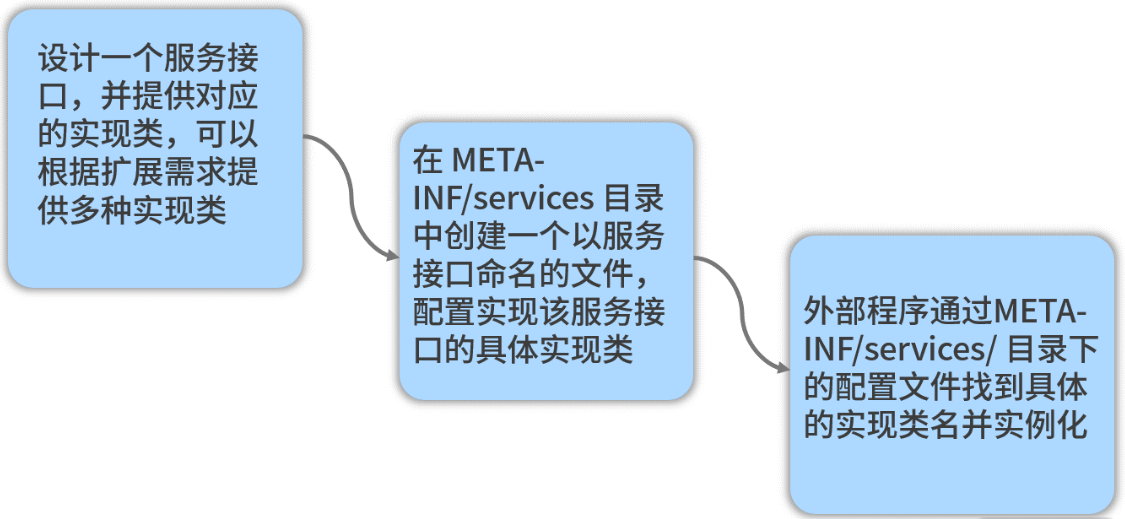 设计一个服务接
口，并提供对应
的实现类，可以
根据扩展需求提
供多种实现类
在 META-
INF/services 目录
中创建一个以服务
接口命名的文件，
配置实现该服务接
口的具体实现类
外部程序通过META-
INF/services/ 目录下
的配置文件找到具体
的实现类名并实例化